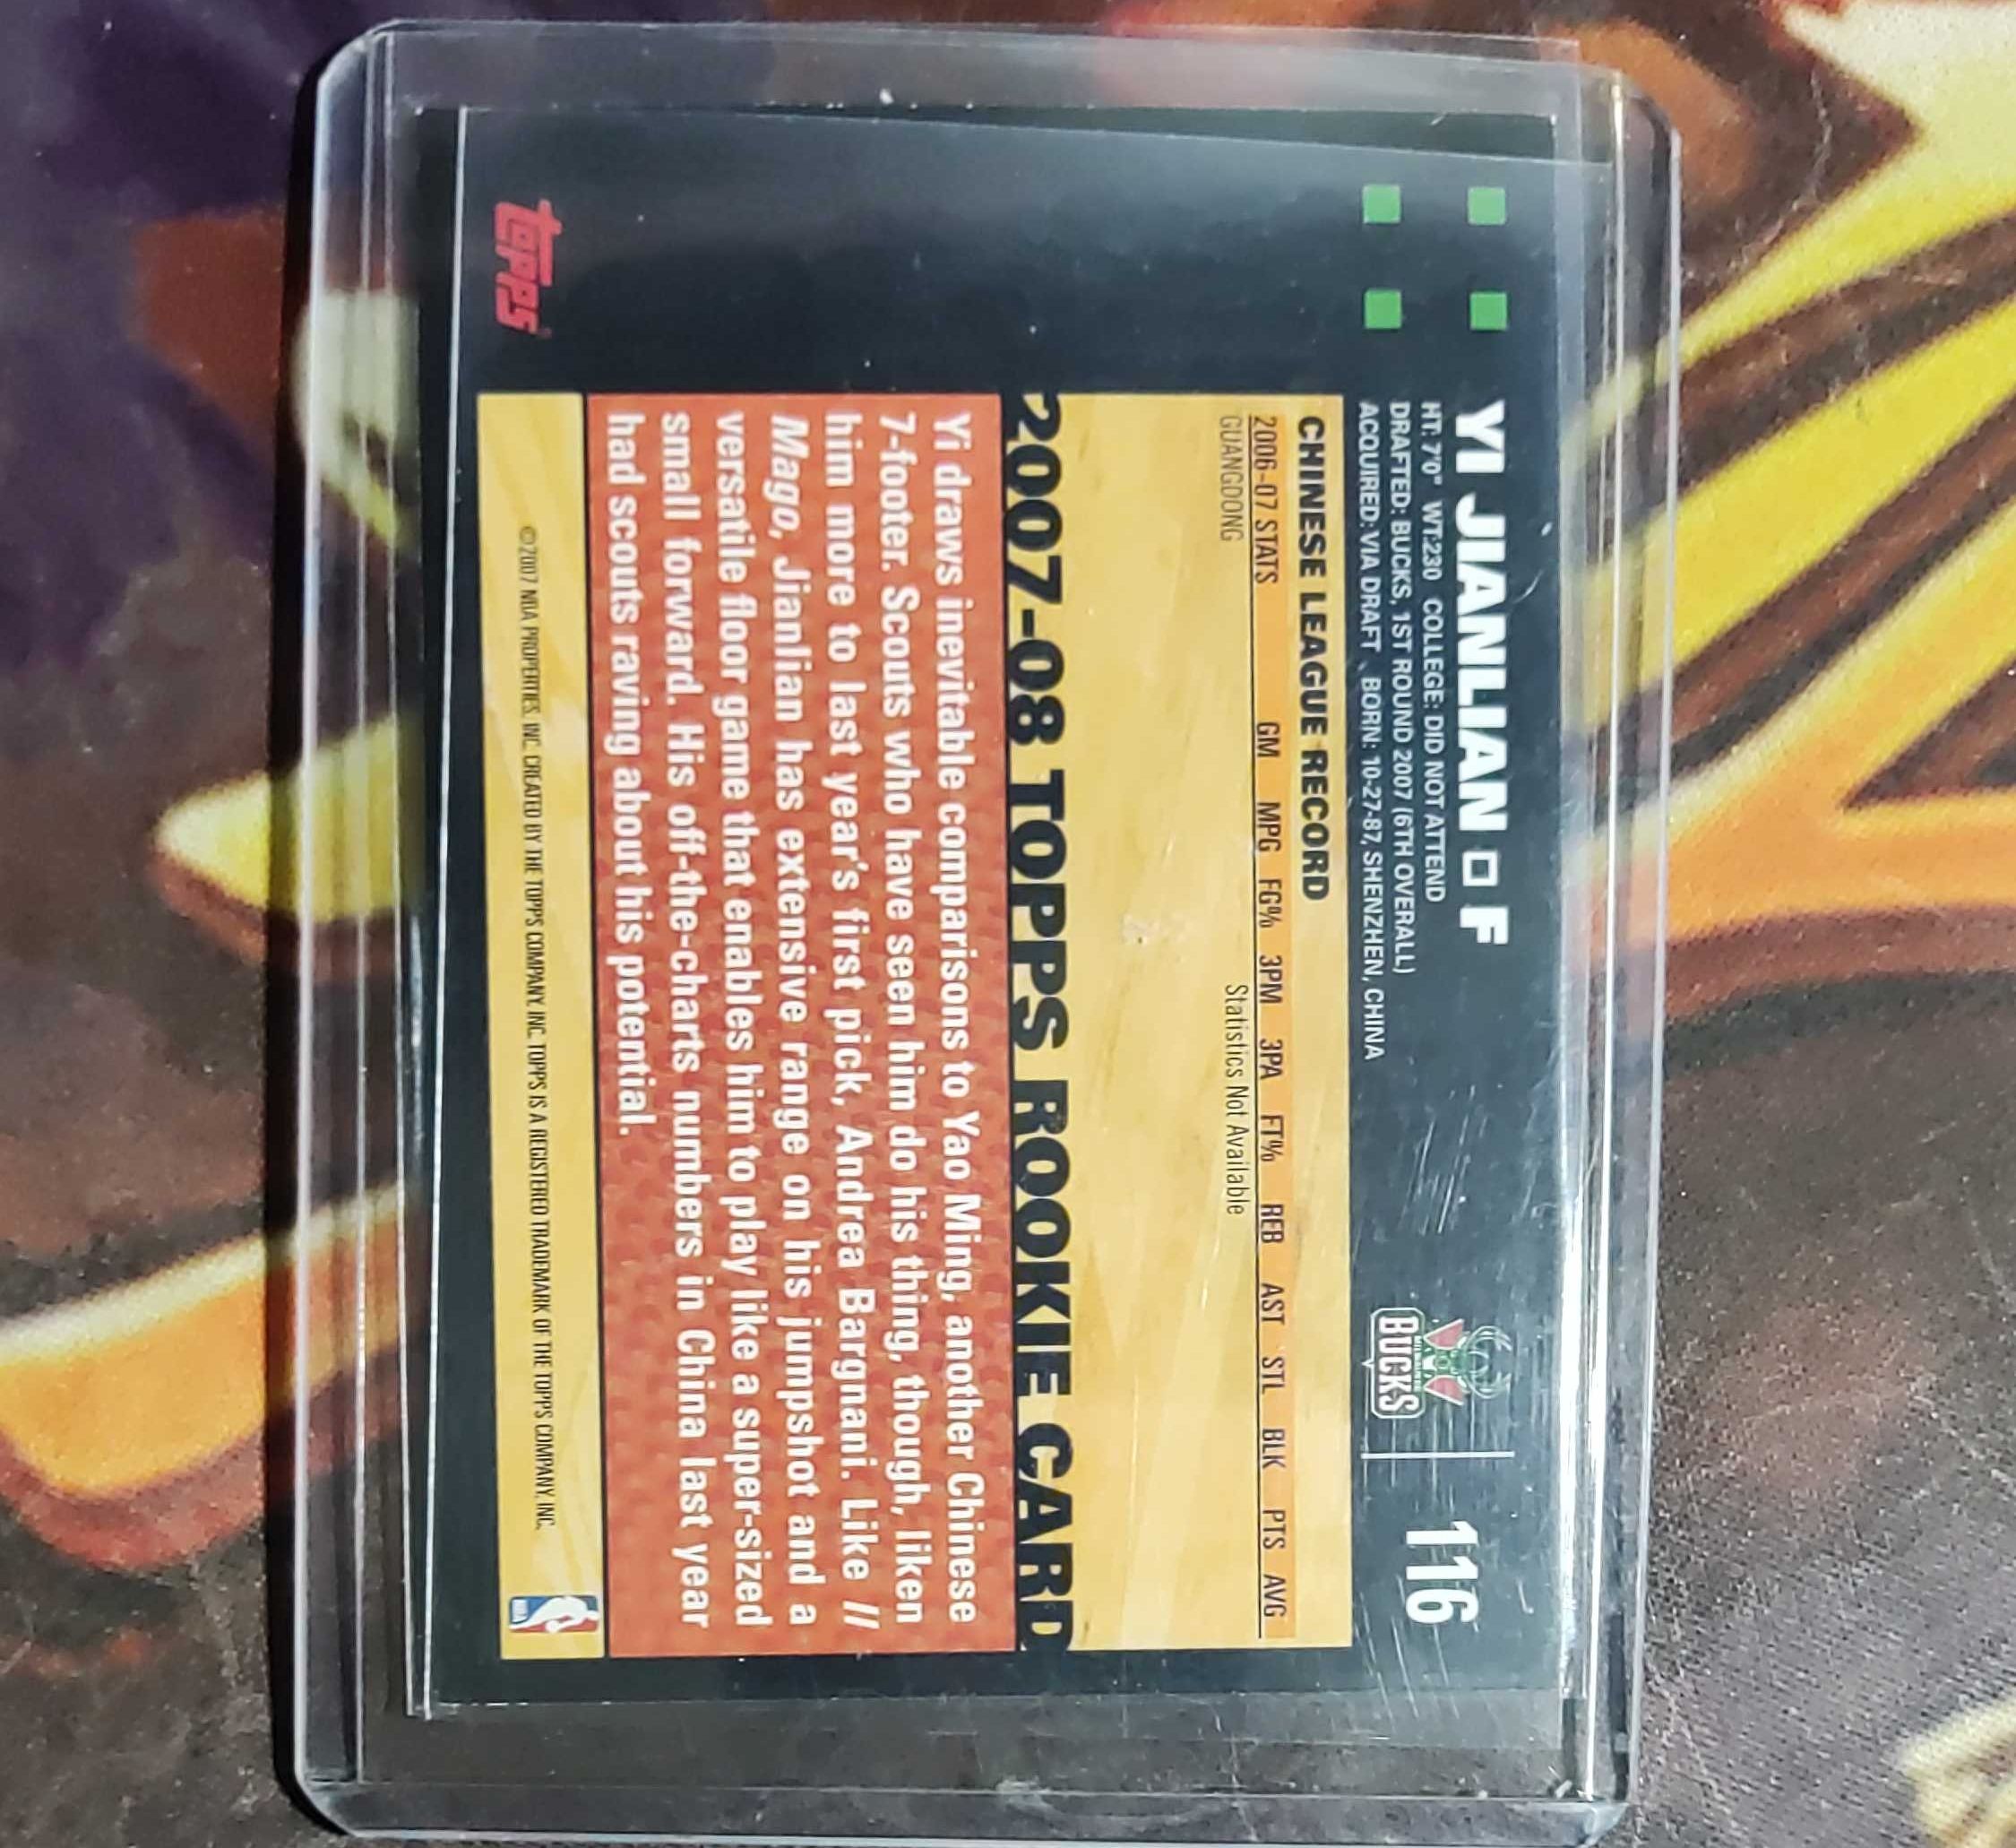 YI JIANLIAN □ F
HT: 7'0" WT:230 COLLEGE: DID NOT ATTEND
DRAFTED: BUCKS, 1ST ROUND 2007 (6TH OVERALL)
ACQUIRED: VIA DRAFT BORN: 10-27-87, SHENZHEN, CHINA
MILWAUKEE
BUCKS
116
CHINESE LEAGUE RECORD
2006-07 STATS GM MPG FG% 3PM 3PA FT% REB AST STL BLK PTS AVG
GUANGDONG Statistics Not Available
2007-08 TOPPS ROOKIE CARD
Yi draws inevitable comparisons to Yao Ming, another Chinese
7-footer. Scouts who have seen him do his thing, though, liken
him more to last year's first pick, Andrea Bargnani. Like Il
Mago, Jianlian has extensive range on his jumpshot and a
versatile floor game that enables him to play like a super-sized
small forward. His off-the-charts numbers in China last year
had scouts raving about his potential.
©2007 NBA PROPERTIES, INC. CREATED BY THE TOPPS COMPANY, INC. TOPPS IS A REGISTERED TRADEMARK OF THE TOPPS COMPANY, INC.
NBA
topps